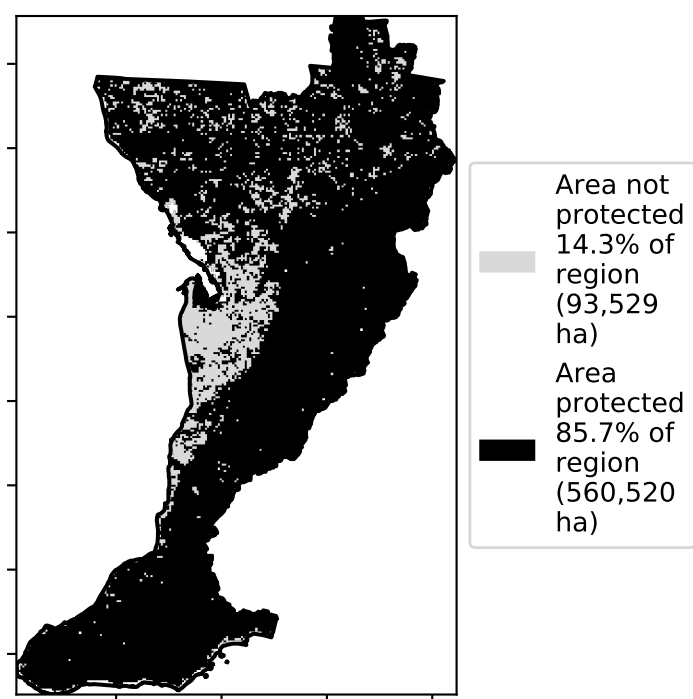 Area not
protected
14.3% of
region
(93,529
ha)
Area
protected
85.7% of
region
(560,520
ha)